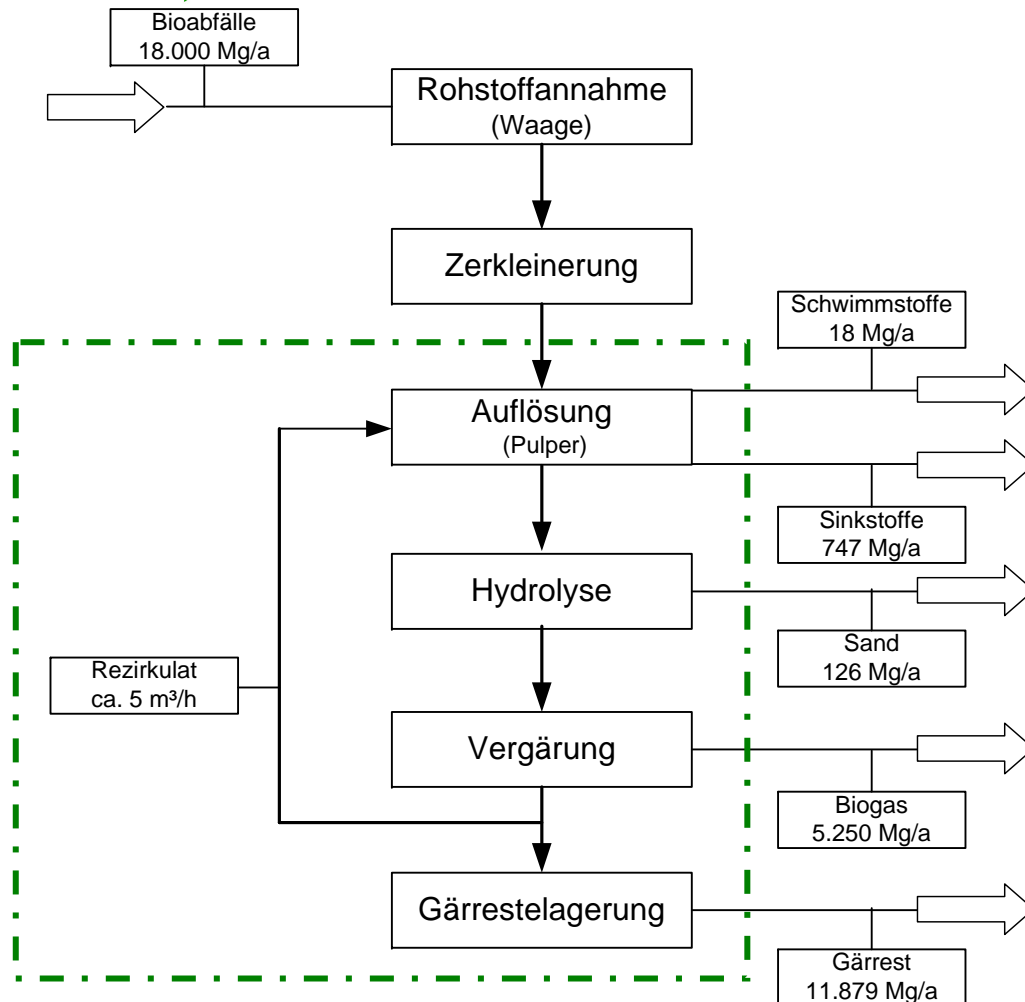 Bioabfälle
18.000 Mg/a
Rohstoffannahme
(Waage)
Zerkleinerung
Schwimmstoffe
18 Mg/a
Auflösung
(Pulper)
Sinkstoffe
747 Mg/a
Hydrolyse
Sand
126 Mg/a
Rezirkulat
ca. 5 m³/h
Vergärung
Biogas
5.250 Mg/a
Gärrestelagerung
Gärrest
11.879 Mg/a